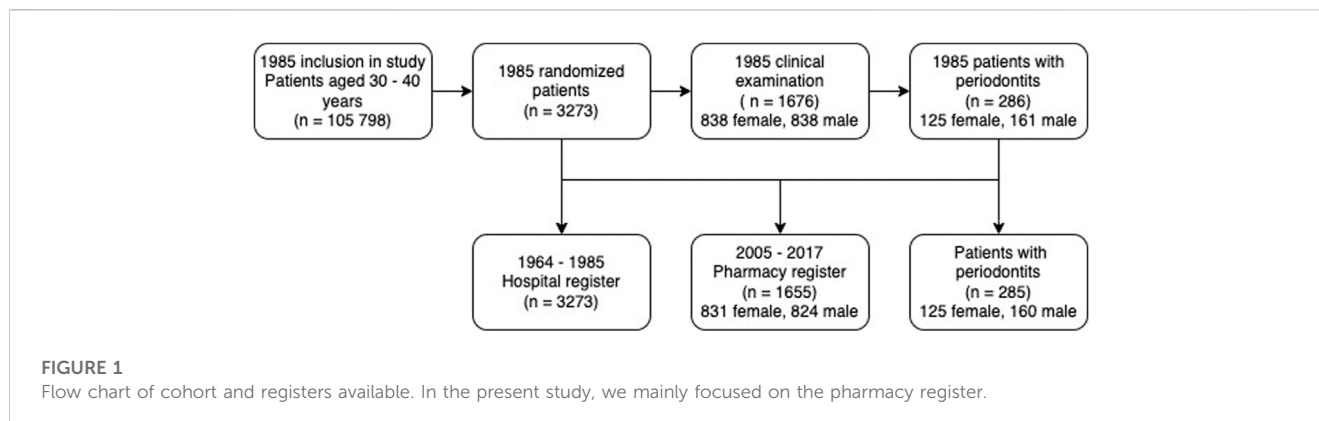 1985 inclusion in study
Patients aged 30 - 40
years
(n = 105 798)
1985 randomized
patients
(n = 3273)
1985 clinical
examination
( n = 1676)
838 female, 838 male
1985 patients with
periodontits
(n = 286)
125 female, 161 male
1964 - 1985
Hospital register
(n = 3273)
2005 - 2017
Pharmacy register
(n = 1655)
831 female, 824 male
Patients with
periodontits
(n = 285)
125 female, 160 male
FIGURE 1
Flow chart of cohort and registers available. In the present study, we mainly focused on the pharmacy register.